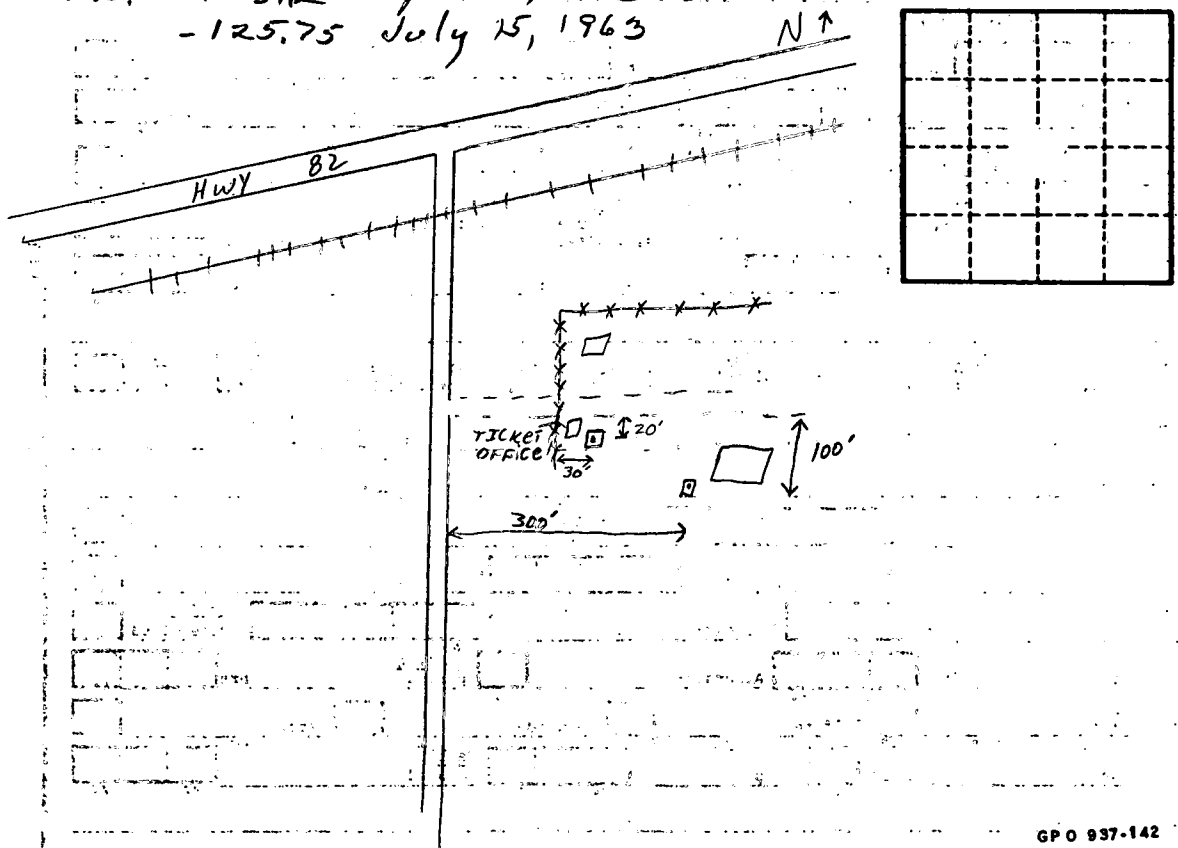 -125.75 July 15, 1963
N ↑
HWY 82
TICKET
OFFICE
20'
30'
100'
300'
GPO 937-142